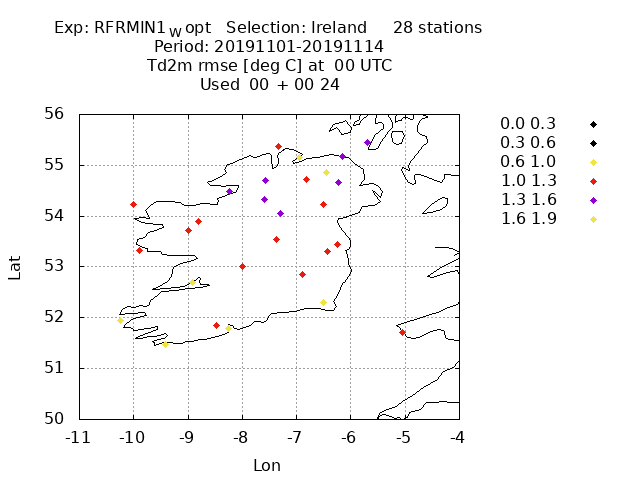 Exp: RFRMIN1_W opt   Selection: Ireland     28 stations
Period: 20191101-20191114
Td2m rmse [deg C] at  00 UTC
Used  00 + 00 24
56
55
54
53
52
51
50
Lat
-11 -10 -9 -8 -7 -6 -5 -4
Lon
0.0 0.3
0.3 0.6
0.6 1.0
1.0 1.3
1.3 1.6
1.6 1.9